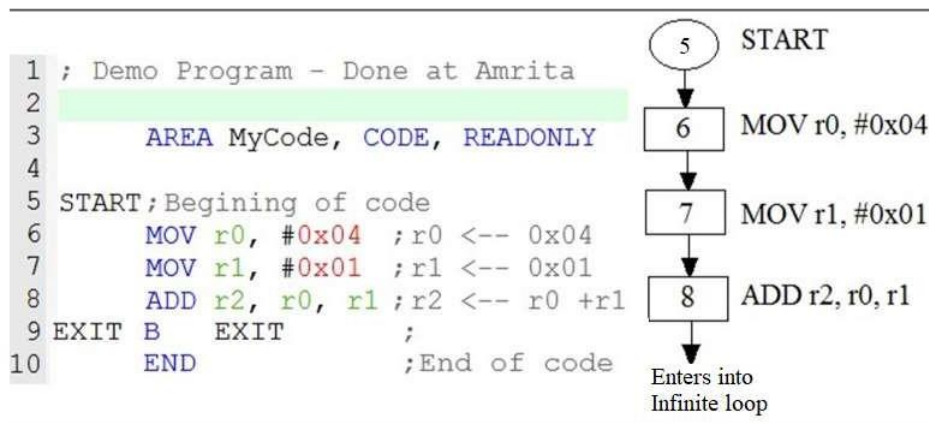 1 ; Demo Program - Done at Amrita
2
3 AREA MyCode, CODE, READONLY
4
5 START;Begining of code
6 MOV r0, #0x04 ;r0 <-- 0x04
7 MOV r1, #0x01 ;r1 <-- 0x01
8 ADD r2, r0, r1 ;r2 <-- r0 +r1
9 EXIT B EXIT ;
10 END ;End of code
5 START
6 MOV r0, #0x04
7 MOV r1, #0x01
8 ADD r2, r0, r1
Enters into
Infinite loop